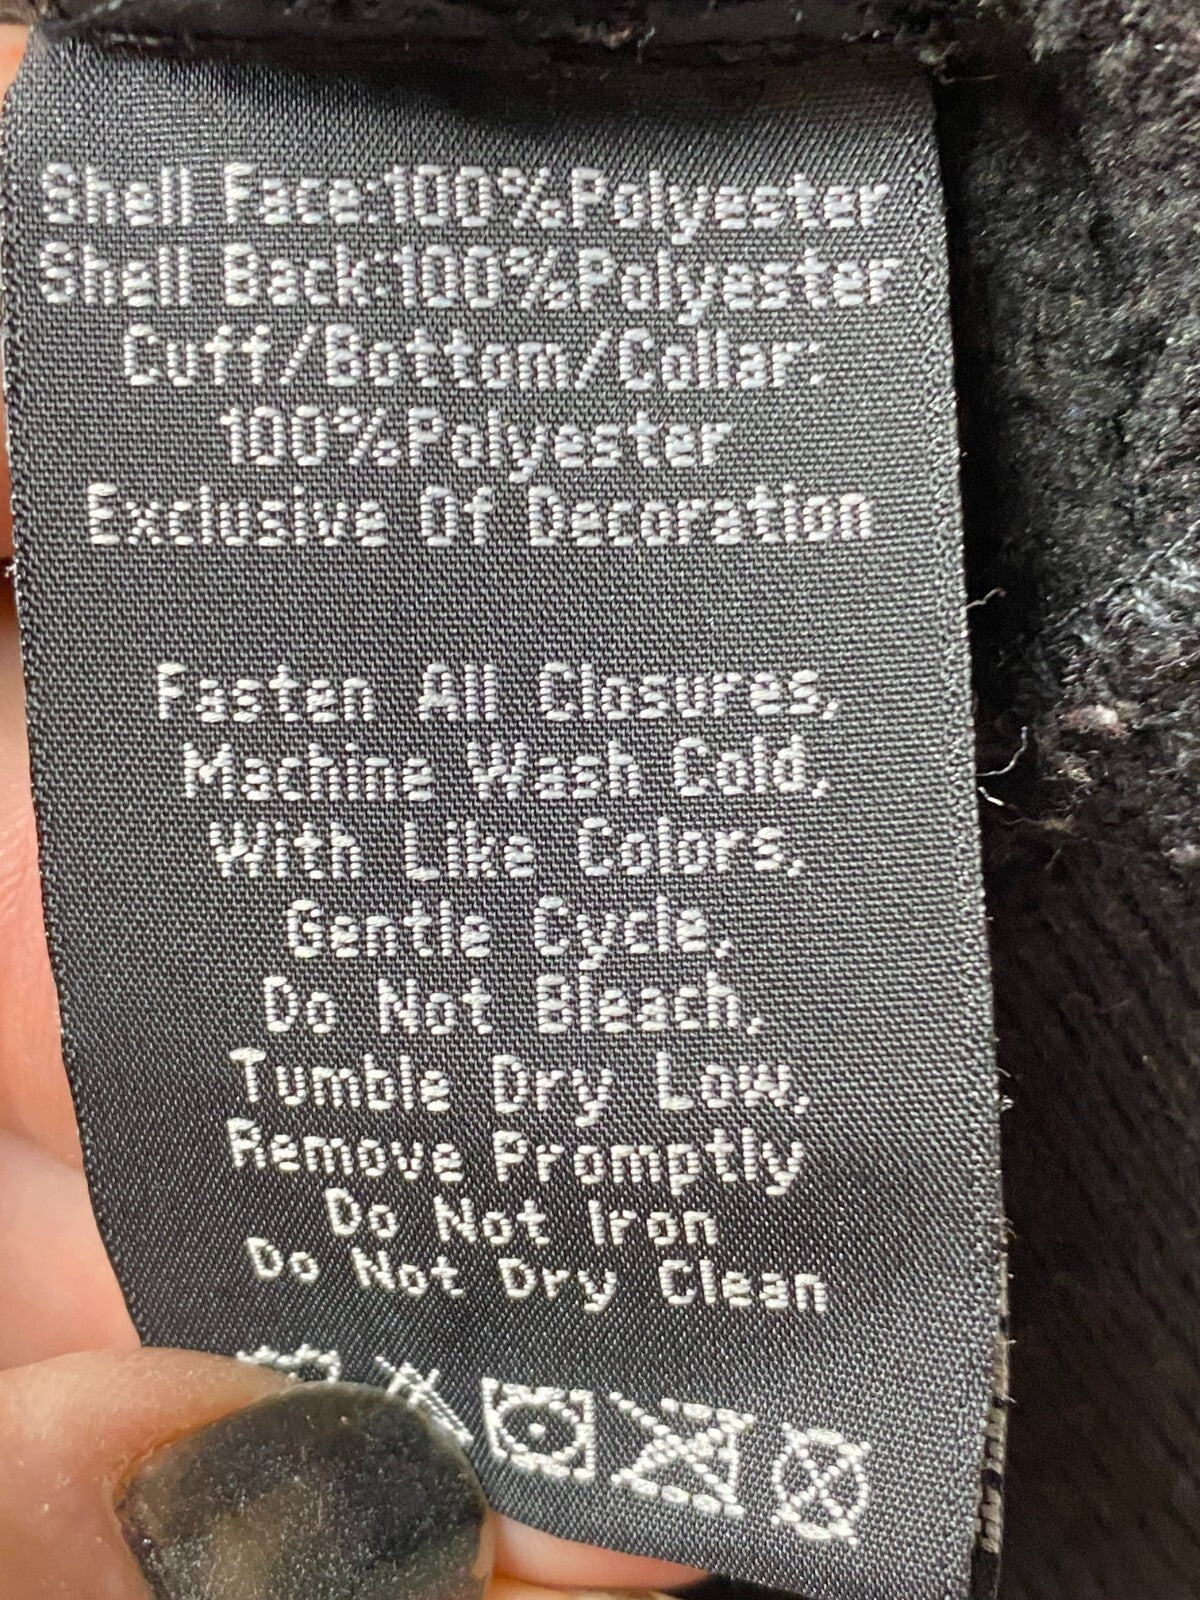 Shell Face:100%Polyester
Shell Back:100%Polyester
Cuff/Bottom/Collar:
100%Polyester
Exclusive Of Decoration
Fasten All Closures,
Machine Wash Cold,
With Like Colors,
Gentle Cycle,
Do Not Bleach,
Tumble Dry Low,
Remove Promptly
Do Not Iron
Do Not Dry Clean